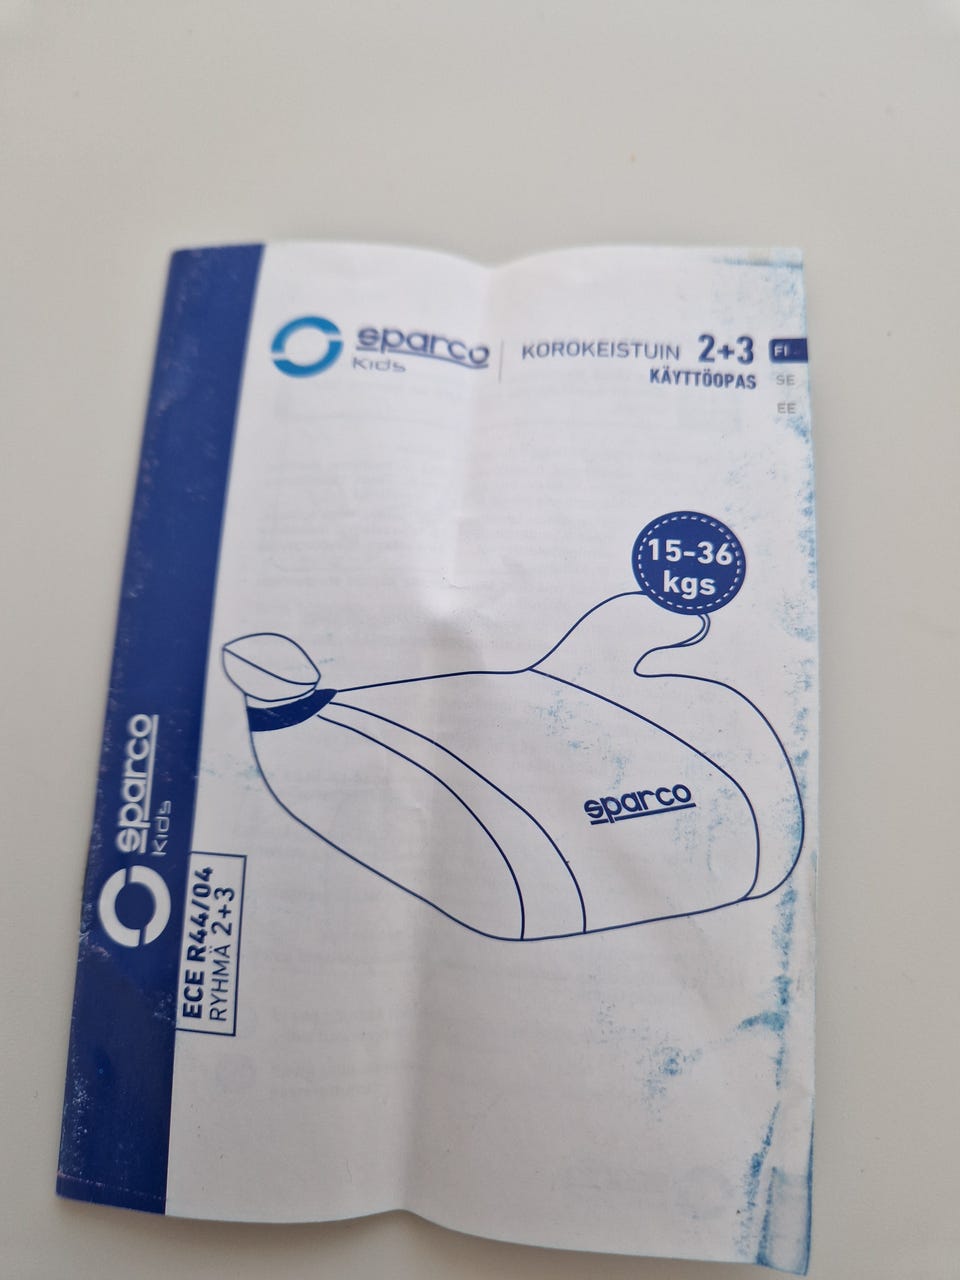 sparco
kids
KOROKEISTUIN 2+3
KÄYTTÖOPAS
FI
SE
EE
15-36
kgs
sparco
sparco
kids
ECE R44/04
RYHMÄ 2+3